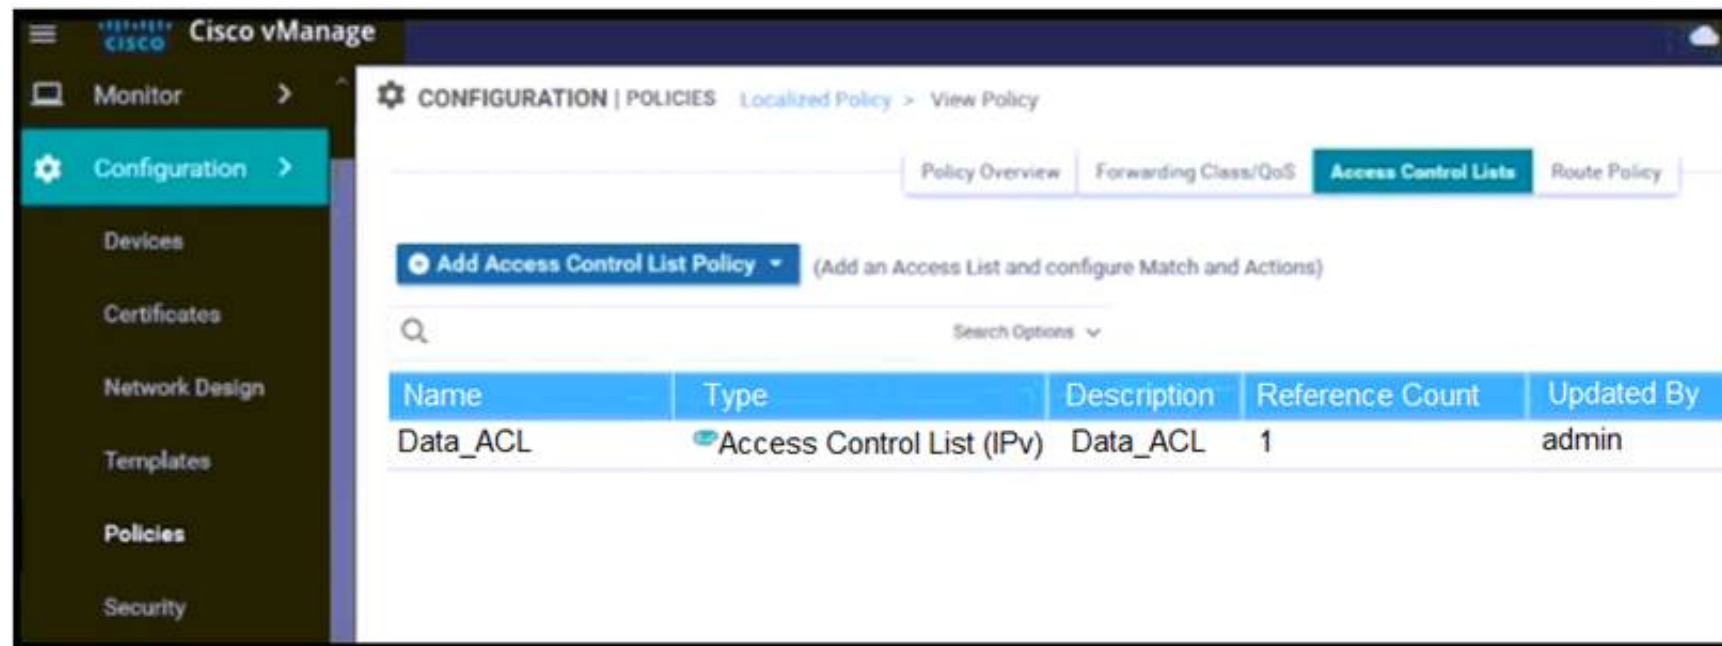 CISCO Cisco vManage
Monitor
CONFIGURATION | POLICIES Localized Policy > View Policy
Configuration
Policy Overview Forwarding Class/QoS Access Control Lists Route Policy
Devices
Add Access Control List Policy (Add an Access List and configure Match and Actions)
Certificates
Search Options
Network Design
Name Type Description Reference Count Updated By
Data_ACL Access Control List (IPv) Data_ACL 1 admin
Templates
Policies
Security